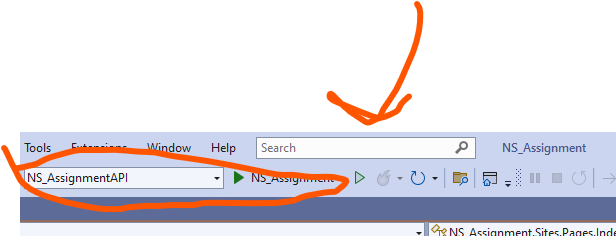 Tools Extensions Window Help Search NS_Assignment
NS_AssignmentAPI NS_Assignment
NS_Assignment.Sites.Pages.Inde